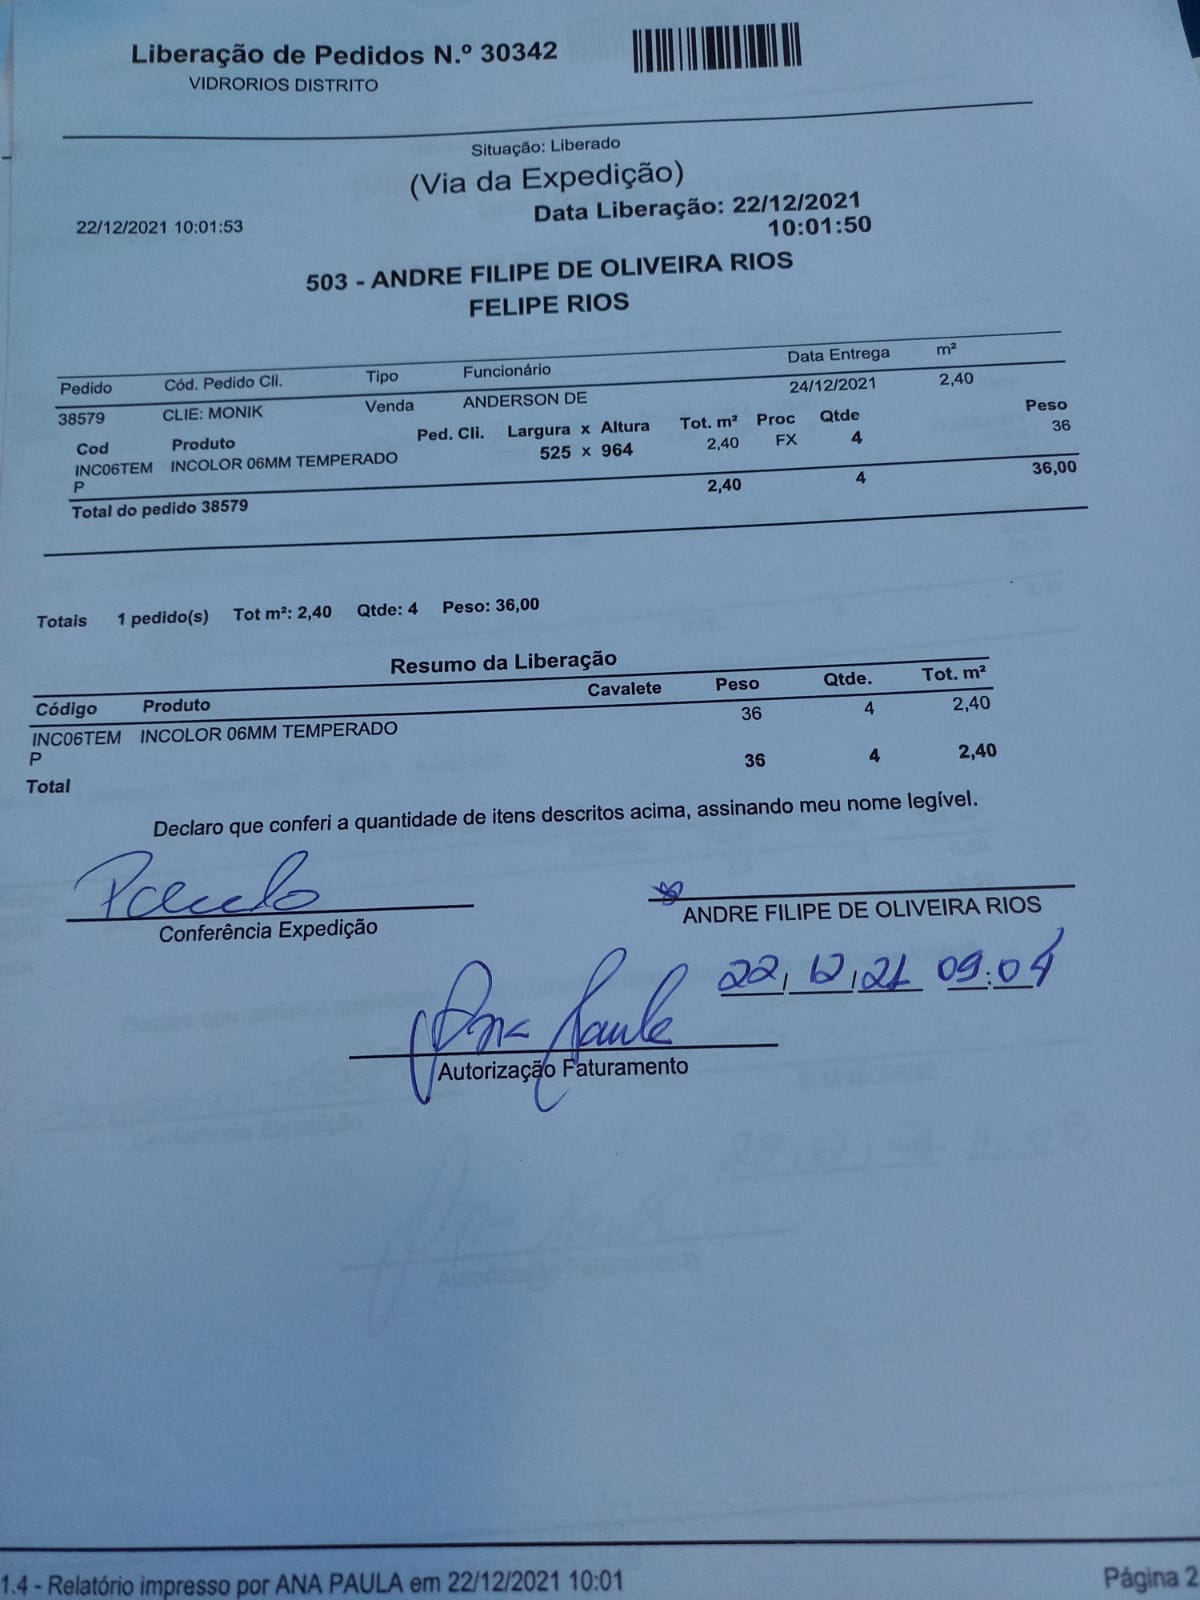 Liberação de Pedidos N.º 30342
VIDRORIOS DISTRITO
Situação: Liberado
(Via da Expedição)
22/12/2021 10:01:53
Data Liberação: 22/12/2021
10:01:50
503 - ANDRE FILIPE DE OLIVEIRA RIOS
FELIPE RIOS
Pedido Cód. Pedido Cli. Tipo Funcionário Data Entrega m²
38579 CLIE: MONIK Venda ANDERSON DE 24/12/2021 2,40
Cod Produto Ped. Cli. Largura x Altura Tot. m² Proc Qtde Peso
INC06TEM INCOLOR 06MM TEMPERADO 525 x 964 2,40 FX 4 36
P
Total do pedido 38579 2,40 4 36,00
Totais 1 pedido(s) Tot m²: 2,40 Qtde: 4 Peso: 36,00
Resumo da Liberação
Código Produto Cavalete Peso Qtde. Tot. m²
INC06TEM INCOLOR 06MM TEMPERADO 36 4 2,40
P
Total 36 4 2,40
Declaro que conferi a quantidade de itens descritos acima, assinando meu nome legível.
Paulo
Conferência Expedição
ANDRE FILIPE DE OLIVEIRA RIOS
22/12/21 09:04
Ana Paula
Autorização Faturamento
1.4 - Relatório impresso por ANA PAULA em 22/12/2021 10:01
Página 2